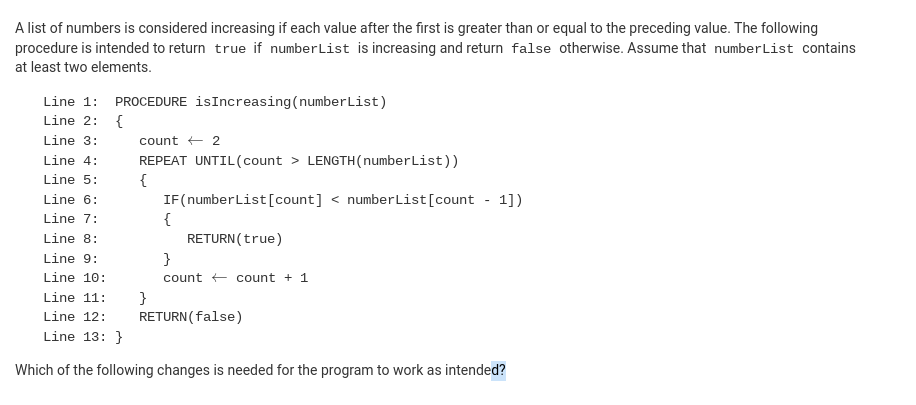 A list of numbers is considered increasing if each value after the first is greater than or equal to the preceding value. The following
procedure is intended to return true if numberList is increasing and return false otherwise. Assume that numberList contains
at least two elements.
Line 1: PROCEDURE isIncreasing(numberList)
Line 2: {
Line 3: count ← 2
Line 4: REPEAT UNTIL(count > LENGTH(numberList))
Line 5: {
Line 6: IF(numberList[count] < numberList[count - 1])
Line 7: {
Line 8: RETURN(true)
Line 9: }
Line 10: count ← count + 1
Line 11: }
Line 12: RETURN(false)
Line 13: }
Which of the following changes is needed for the program to work as intended?